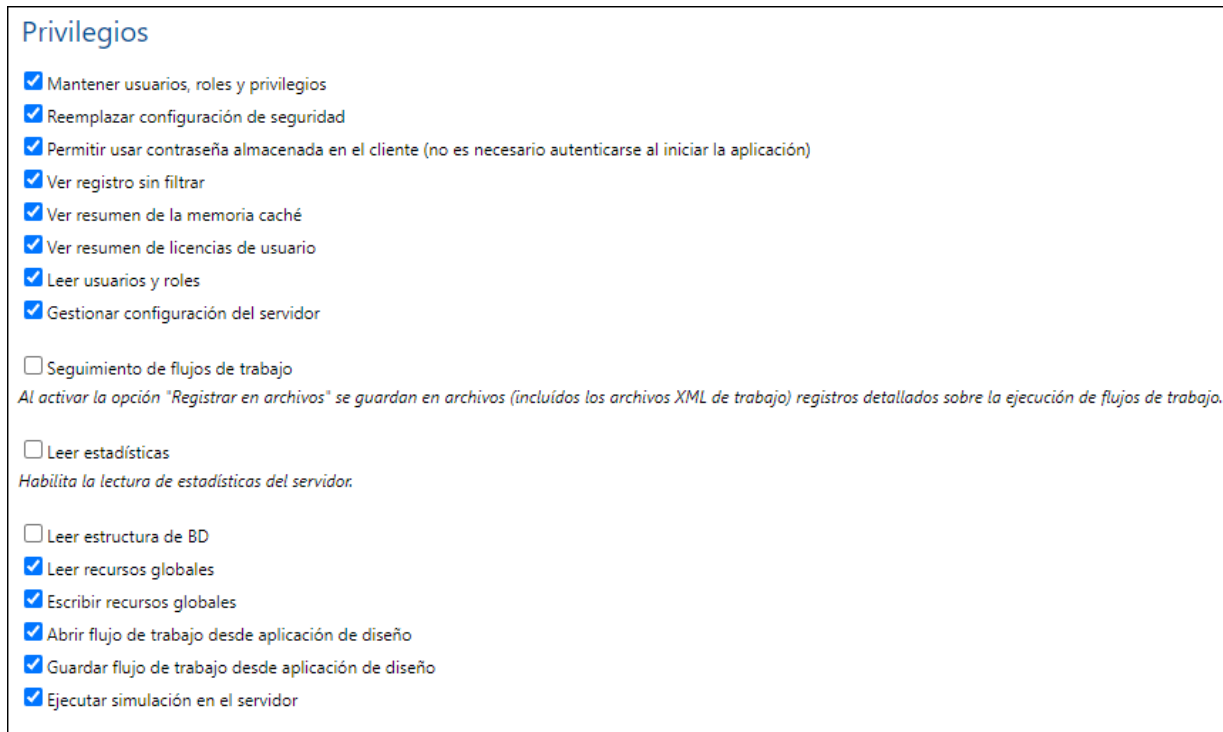 Privilegios
Mantener usuarios, roles y privilegios
Reemplazar configuración de seguridad
Permitir usar contraseña almacenada en el cliente (no es necesario autenticarse al iniciar la aplicación)
Ver registro sin filtrar
Ver resumen de la memoria caché
Ver resumen de licencias de usuario
Leer usuarios y roles
Gestionar configuración del servidor
Seguimiento de flujos de trabajo
Al activar la opción "Registrar en archivos" se guardan en archivos (incluídos los archivos XML de trabajo) registros detallados sobre la ejecución de flujos de trabajo.
Leer estadísticas
Habilita la lectura de estadísticas del servidor.
Leer estructura de BD
Leer recursos globales
Escribir recursos globales
Abrir flujo de trabajo desde aplicación de diseño
Guardar flujo de trabajo desde aplicación de diseño
Ejecutar simulación en el servidor